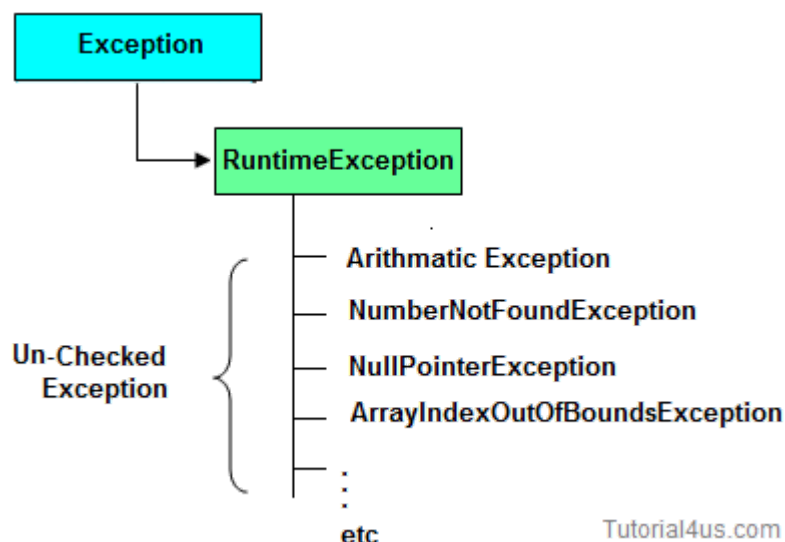 Exception
RuntimeException
Arithmatic Exception
NumberNotFoundException
NullPointerException
ArrayIndexOutOfBoundsException
Un-Checked
Exception
etc
Tutorial4us.com